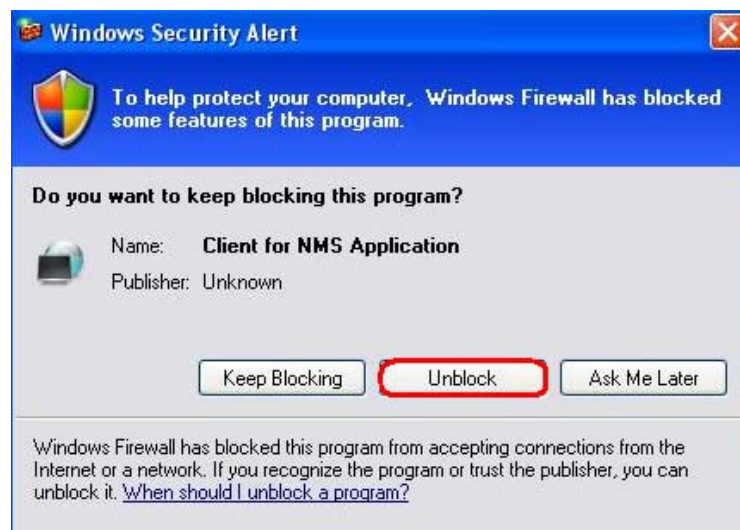 Windows Security Alert
To help protect your computer, Windows Firewall has blocked
some features of this program.
Do you want to keep blocking this program?
Name: Client for NMS Application
Publisher: Unknown
Keep Blocking Unblock Ask Me Later
Windows Firewall has blocked this program from accepting connections from the
Internet or a network. If you recognize the program or trust the publisher, you can
unblock it. When should I unblock a program?